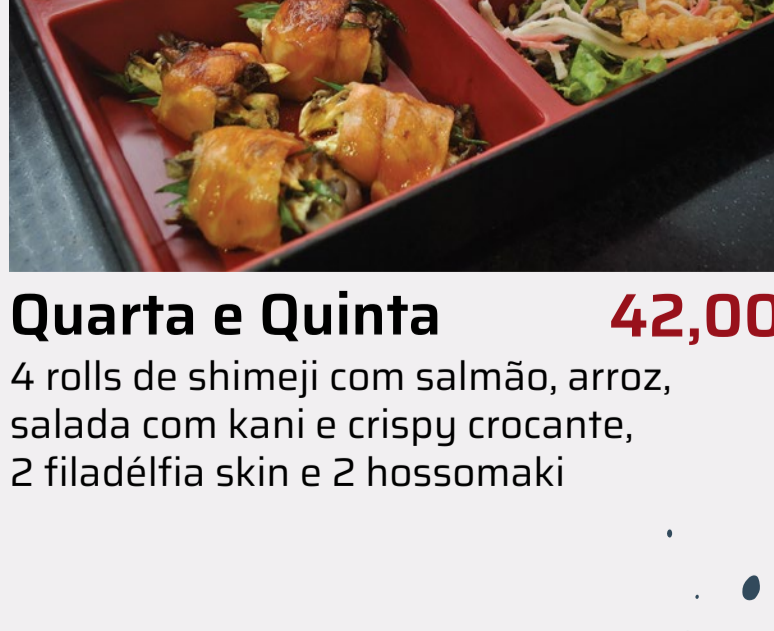 Quarta e Quinta 42,00
4 rolls de shimeji com salmão, arroz,
salada com kani e crispy crocante,
2 filadélfia skin e 2 hossomaki